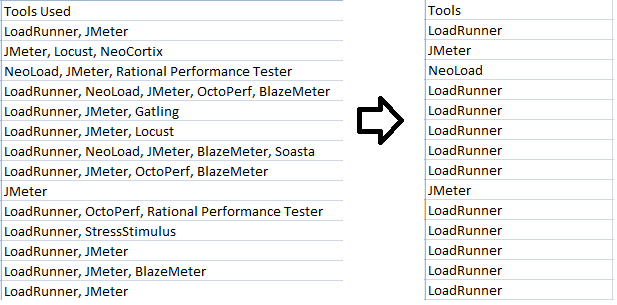 Tools Used
LoadRunner, JMeter
JMeter, Locust, NeoCortix
NeoLoad, JMeter, Rational Performance Tester
LoadRunner, NeoLoad, JMeter, OctoPerf, BlazeMeter
LoadRunner, JMeter, Gatling
LoadRunner, JMeter, Locust
LoadRunner, NeoLoad, JMeter, BlazeMeter, Soasta
LoadRunner, JMeter, OctoPerf, BlazeMeter
JMeter
LoadRunner, OctoPerf, Rational Performance Tester
LoadRunner, StressStimulus
LoadRunner, JMeter
LoadRunner, JMeter, BlazeMeter
LoadRunner, JMeter
Tools
LoadRunner
JMeter
NeoLoad
LoadRunner
LoadRunner
LoadRunner
LoadRunner
LoadRunner
JMeter
LoadRunner
LoadRunner
LoadRunner
LoadRunner
LoadRunner